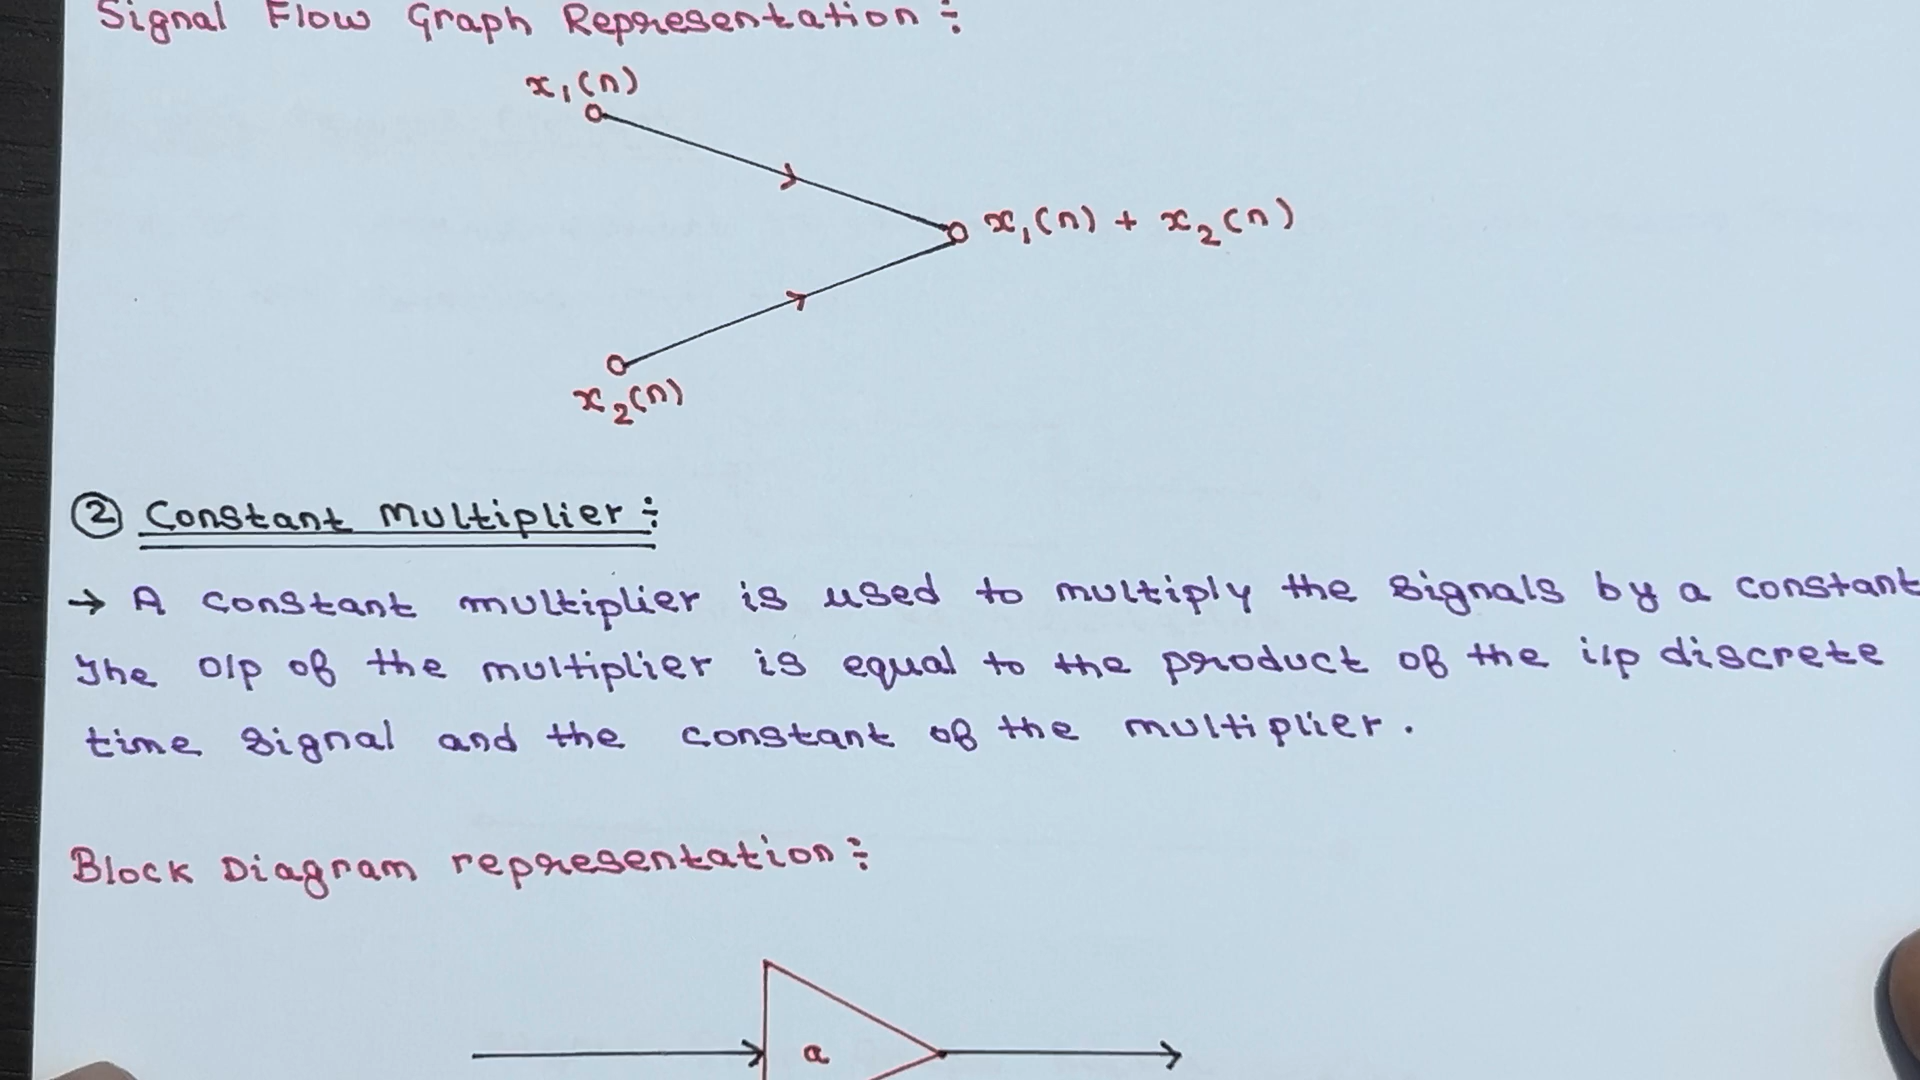 Signal Flow Graph Representation :
x₁(n)
x₁(n) + x₂(n)
x₂(n)
② Constant Multiplier :
→ A constant multiplier is used to multiply the signals by a constant
The o/p of the multiplier is equal to the product of the i/p discrete
time signal and the constant of the multiplier.
Block Diagram representation :
a